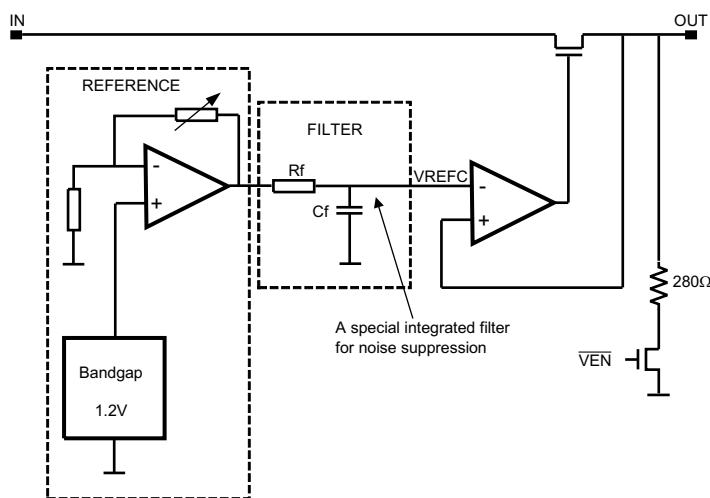 IN
OUT
REFERENCE
FILTER
-
+
Rf
Cf
VREFC
-
+
280Ω
A special integrated filter
for noise suppression
VEN
Bandgap
1.2V